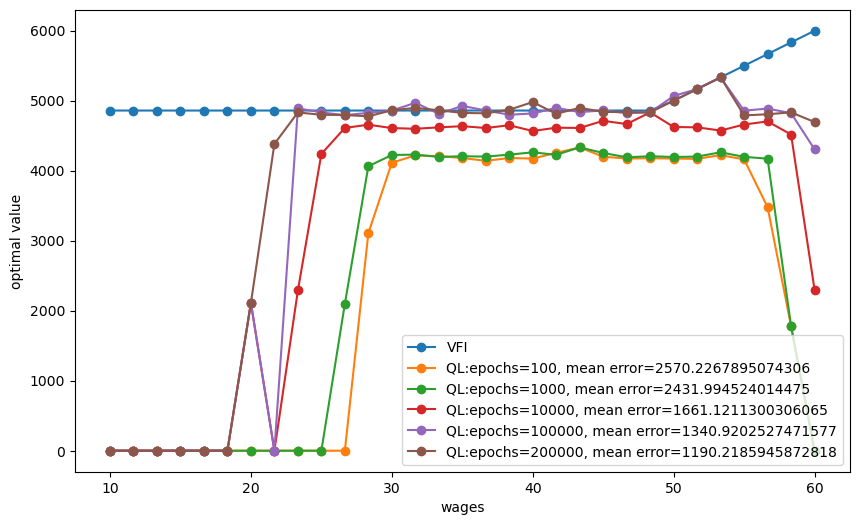 6000
5000
4000
3000
2000
1000
0
optimal value
10
20
30
40
50
60
wages
VFI
QL:epochs=100, mean error=2570.2267895074306
QL:epochs=1000, mean error=2431.994524014475
QL:epochs=10000, mean error=1661.1211300306065
QL:epochs=100000, mean error=1340.9202527471577
QL:epochs=200000, mean error=1190.2185945872818